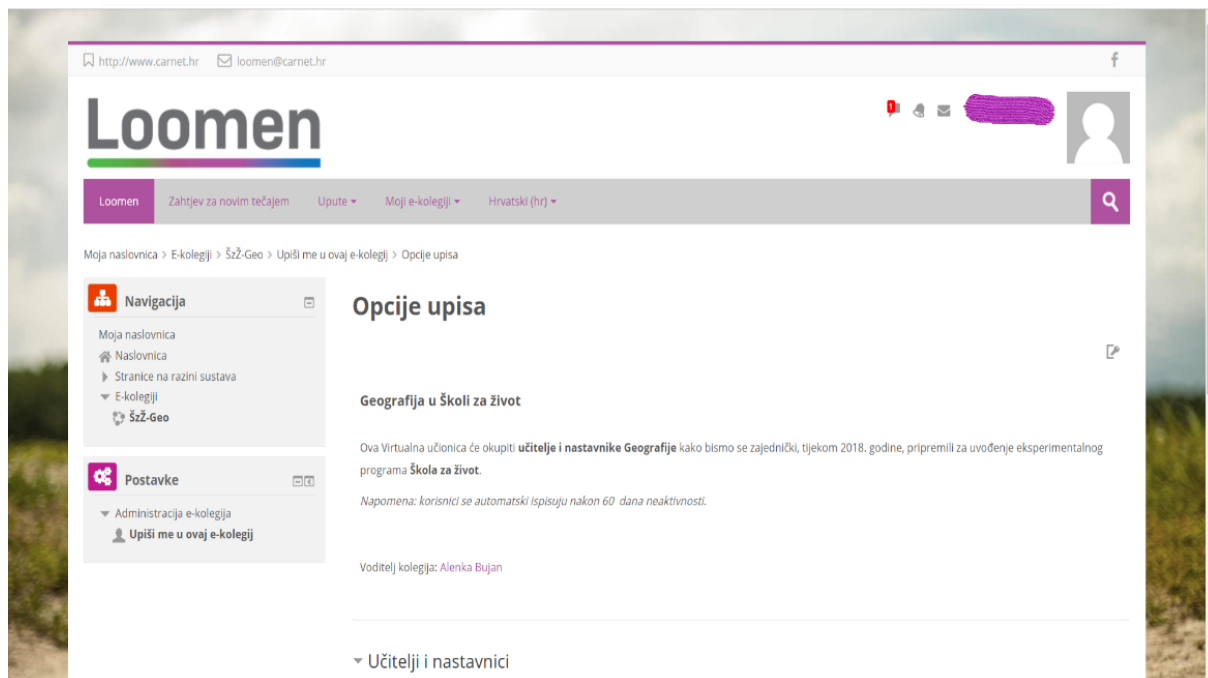 http://www.carnet.hr loomen@carnet.hr f
Loomen
1
Loomen Zahtjev za novim tečajem Upute Moji e-kolegiji Hrvatski (hr)
Moja naslovnica > E-kolegiji > ŠzŽ-Geo > Upiši me u ovaj e-kolegij > Opcije upisa
Navigacija
Moja naslovnica
Naslovnica
Stranice na razini sustava
E-kolegiji
ŠzŽ-Geo
Postavke
Administracija e-kolegija
Upiši me u ovaj e-kolegij
Opcije upisa
Geografija u Školi za život
Ova Virtualna učionica će okupiti učitelje i nastavnike Geografije kako bismo se zajednički, tijekom 2018. godine, pripremili za uvođenje eksperimentalnog
programa Škola za život.
Napomena: korisnici se automatski ispisuju nakon 60 dana neaktivnosti.
Voditelj kolegija: Alenka Bujan
Učitelji i nastavnici